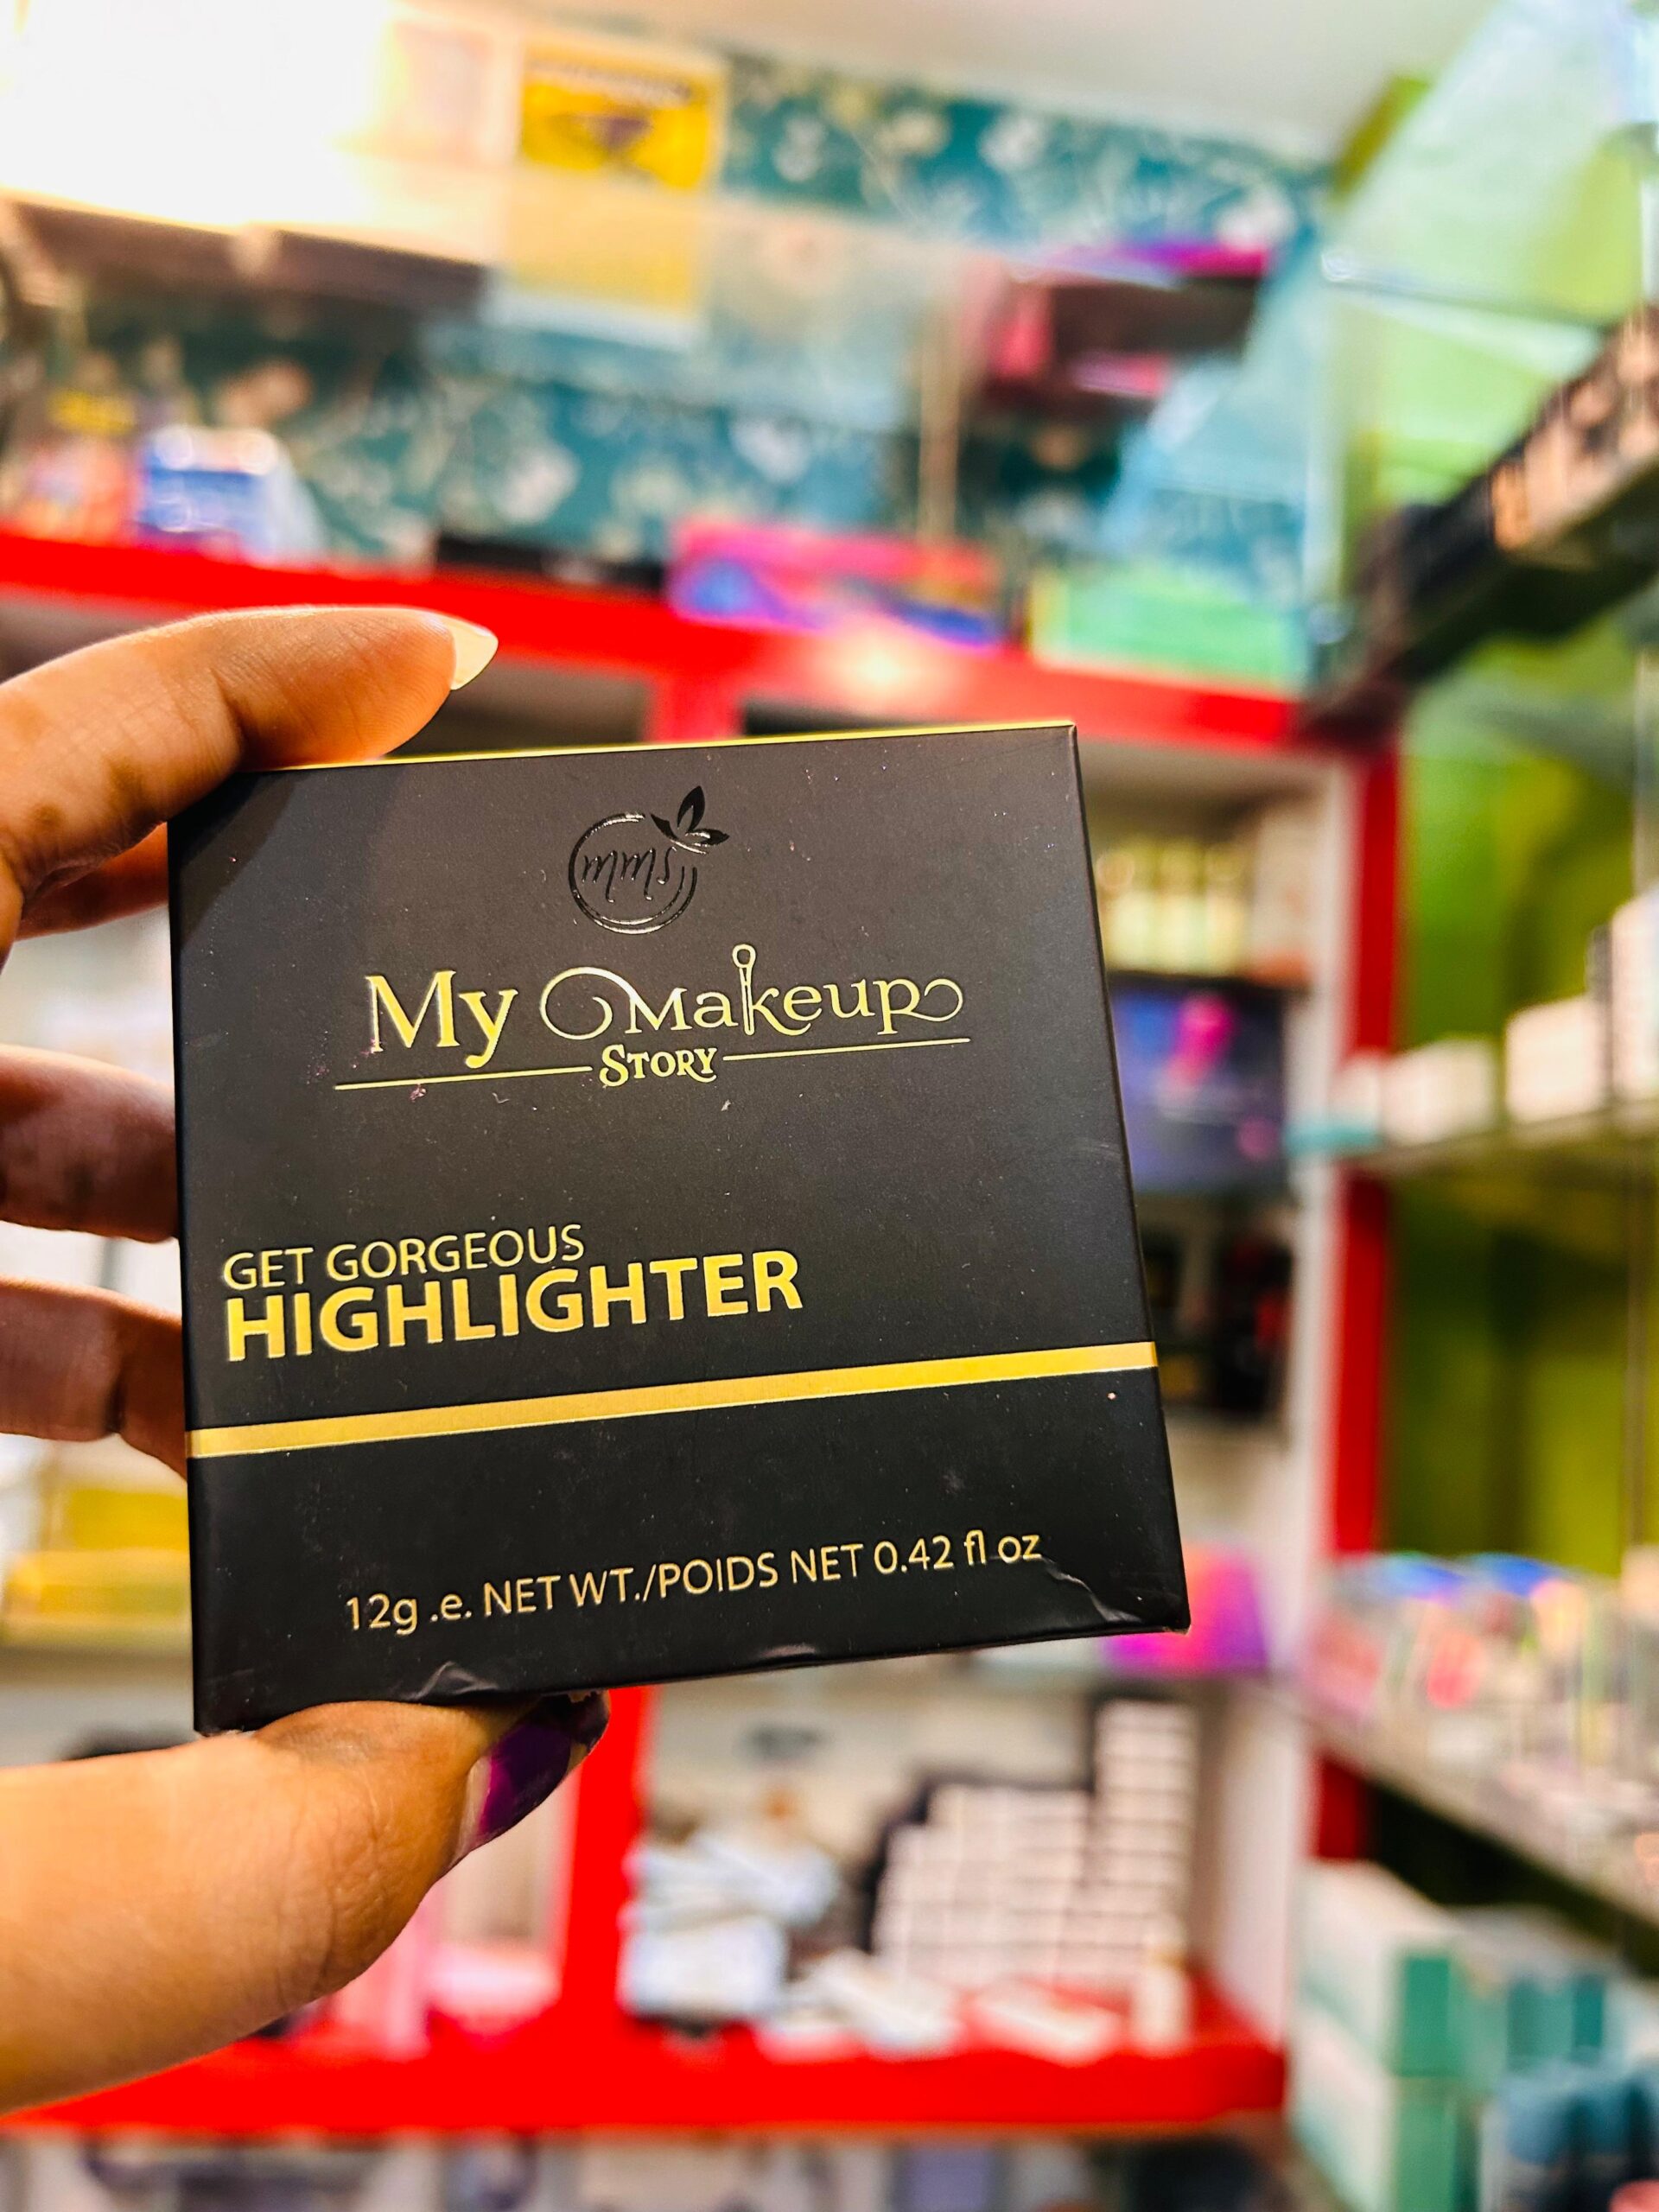 mms
My Makeup
STORY
GET GORGEOUS
HIGHLIGHTER
12g .e. NET WT./POIDS NET 0.42 fl oz